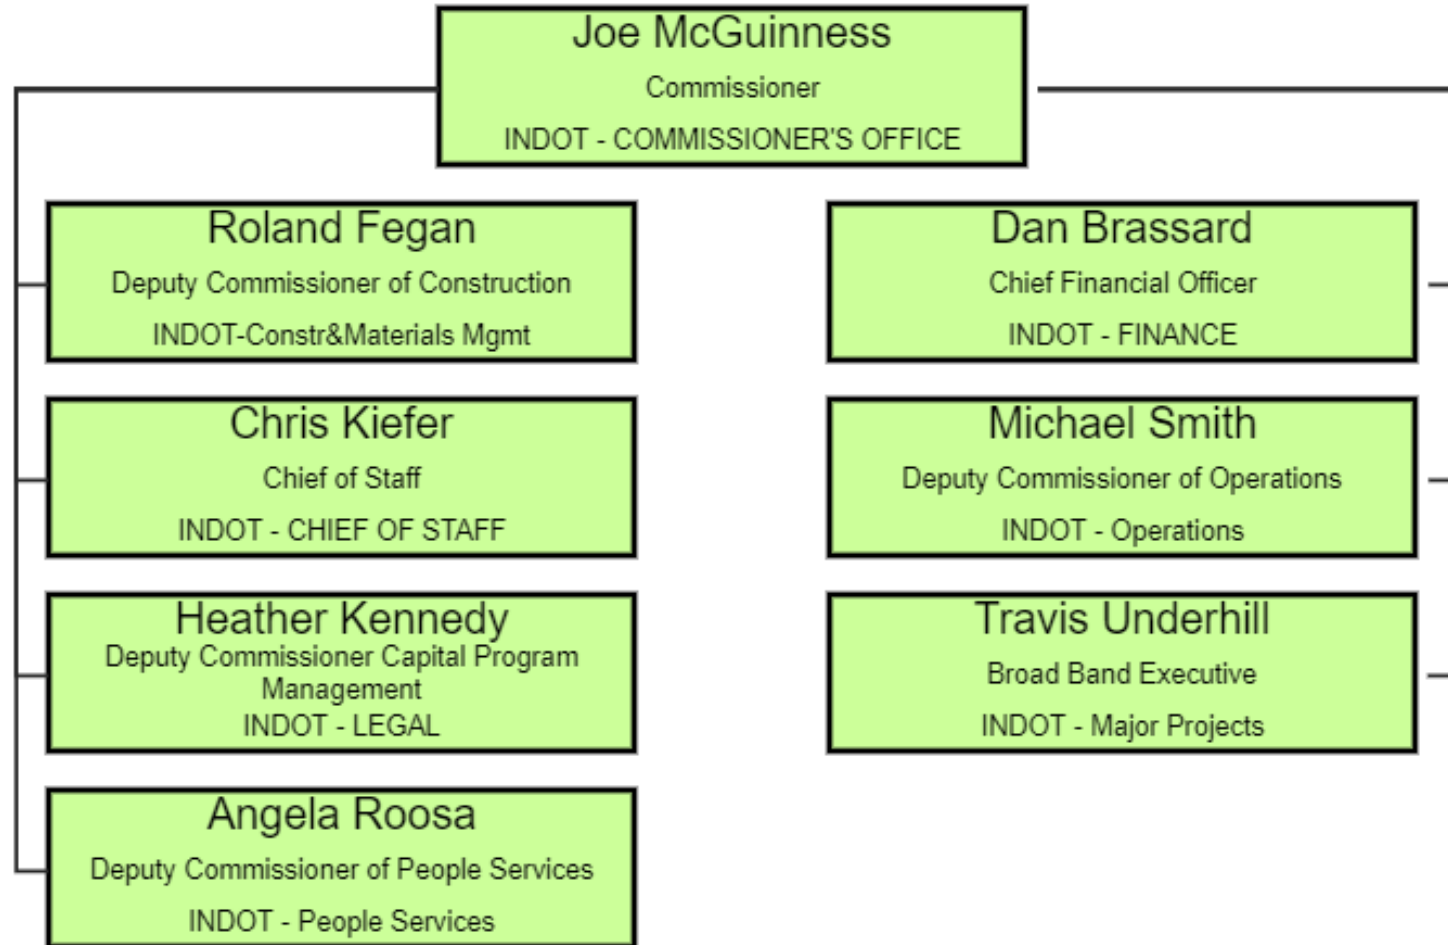 Joe McGuinness
Commissioner
INDOT - COMMISSIONER'S OFFICE
Roland Fegan
Deputy Commissioner of Construction
INDOT-Constr&Materials Mgmt
Dan Brassard
Chief Financial Officer
INDOT - FINANCE
Chris Kiefer
Chief of Staff
INDOT - CHIEF OF STAFF
Michael Smith
Deputy Commissioner of Operations
INDOT - Operations
Heather Kennedy
Deputy Commissioner Capital Program
Management
INDOT - LEGAL
Travis Underhill
Broad Band Executive
INDOT - Major Projects
Angela Roosa
Deputy Commissioner of People Services
INDOT - People Services